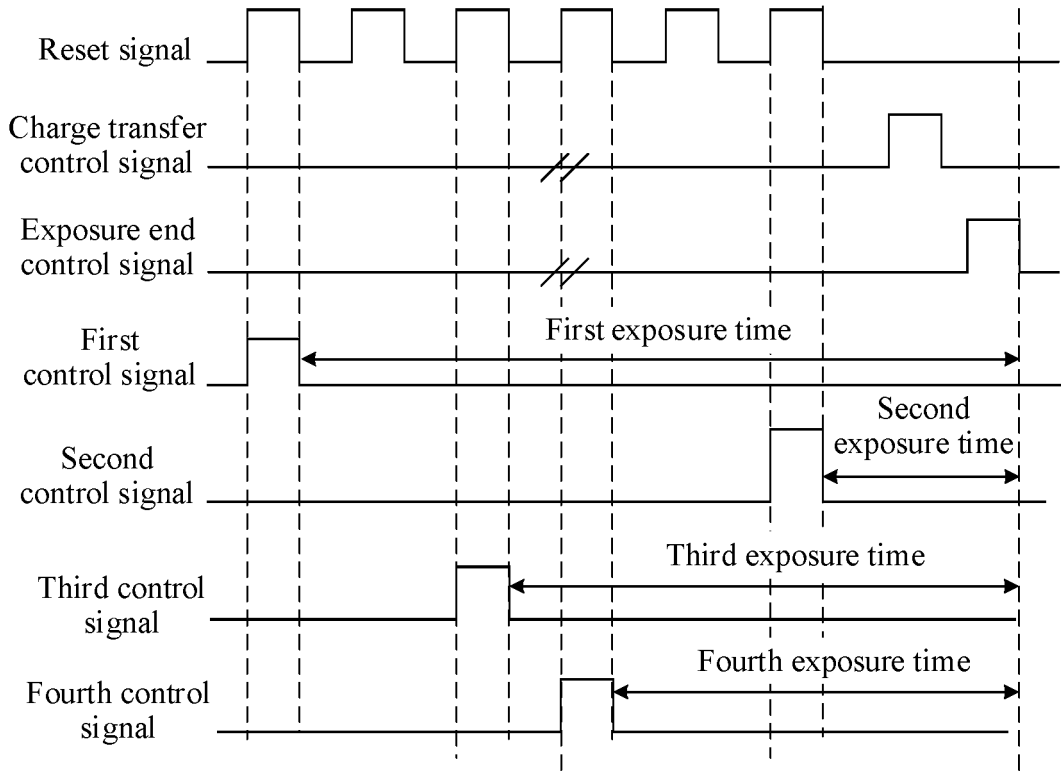 Reset signal
Charge transfer
control signal
Exposure end
control signal
First
control signal
First exposure time
Second
exposure time
Second
control signal
Third exposure time
Third control
signal
Fourth exposure time
Fourth control
signal